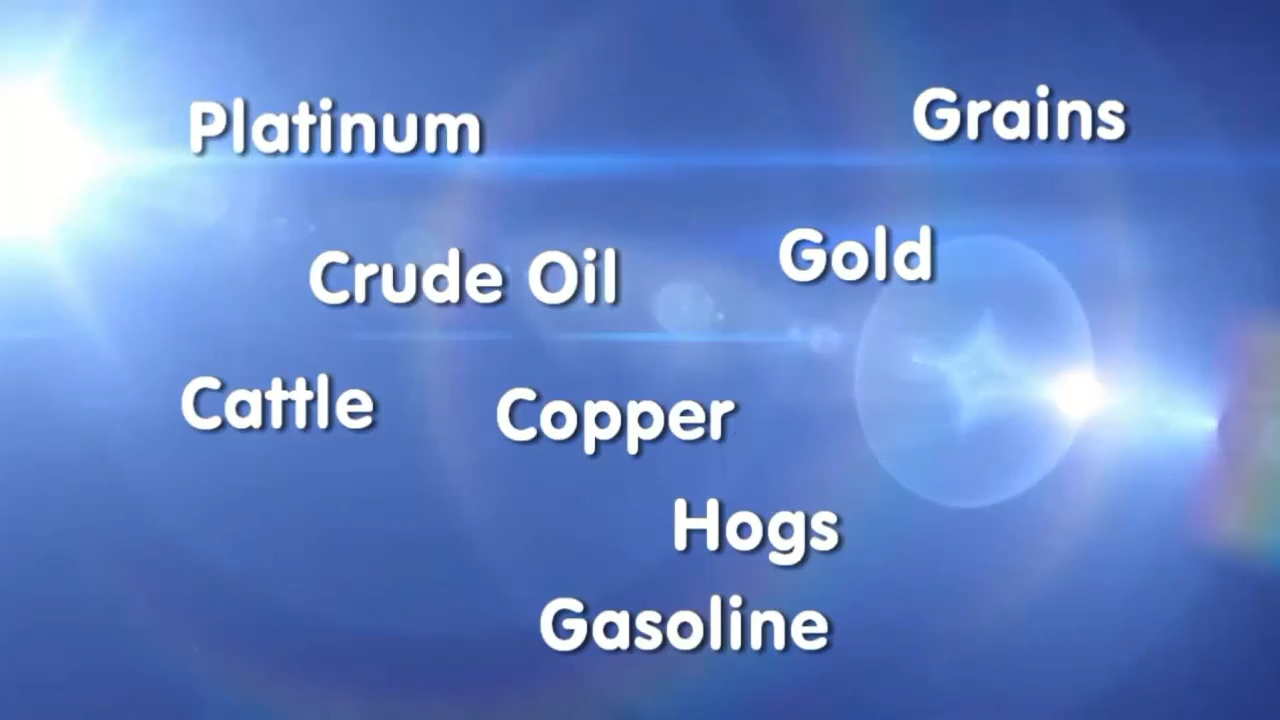 Platinum
Grains
Crude Oil
Gold
Cattle
Copper
Hogs
Gasoline